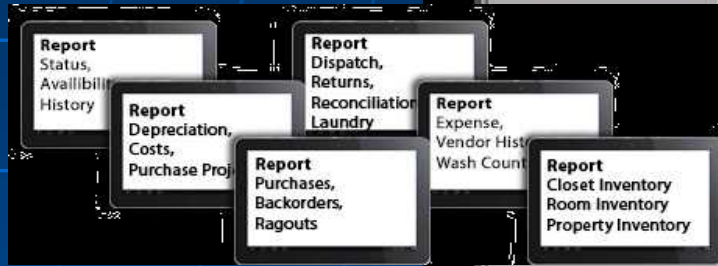 Report
Status,
Availibilit
History
Report
Depreciation,
Costs,
Purchase Proj
Report
Dispatch,
Returns,
Reconciliation
Laundry
Report
Purchases,
Backorders,
Ragouts
Report
Expense,
Vendor Hist
Wash Count
Report
Closet Inventory
Room Inventory
Property Inventory